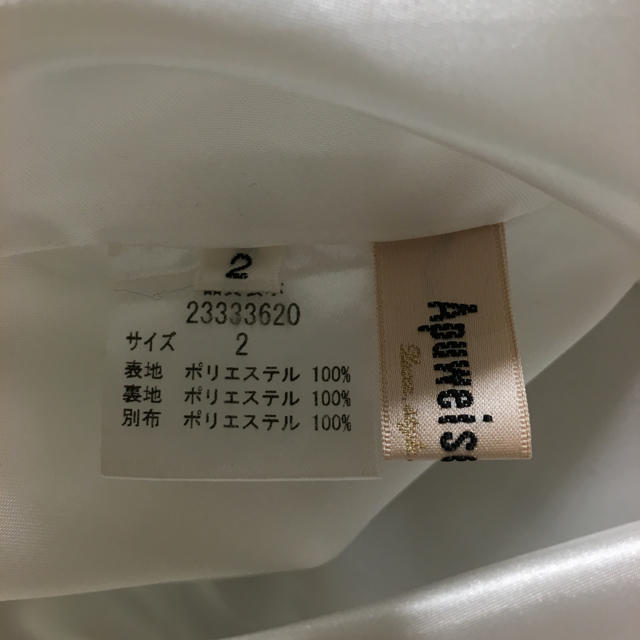 2
23333620
サイズ 2
表地 ポリエステル 100%
裏地 ポリエステル 100%
別布 ポリエステル 100%
Apuweise